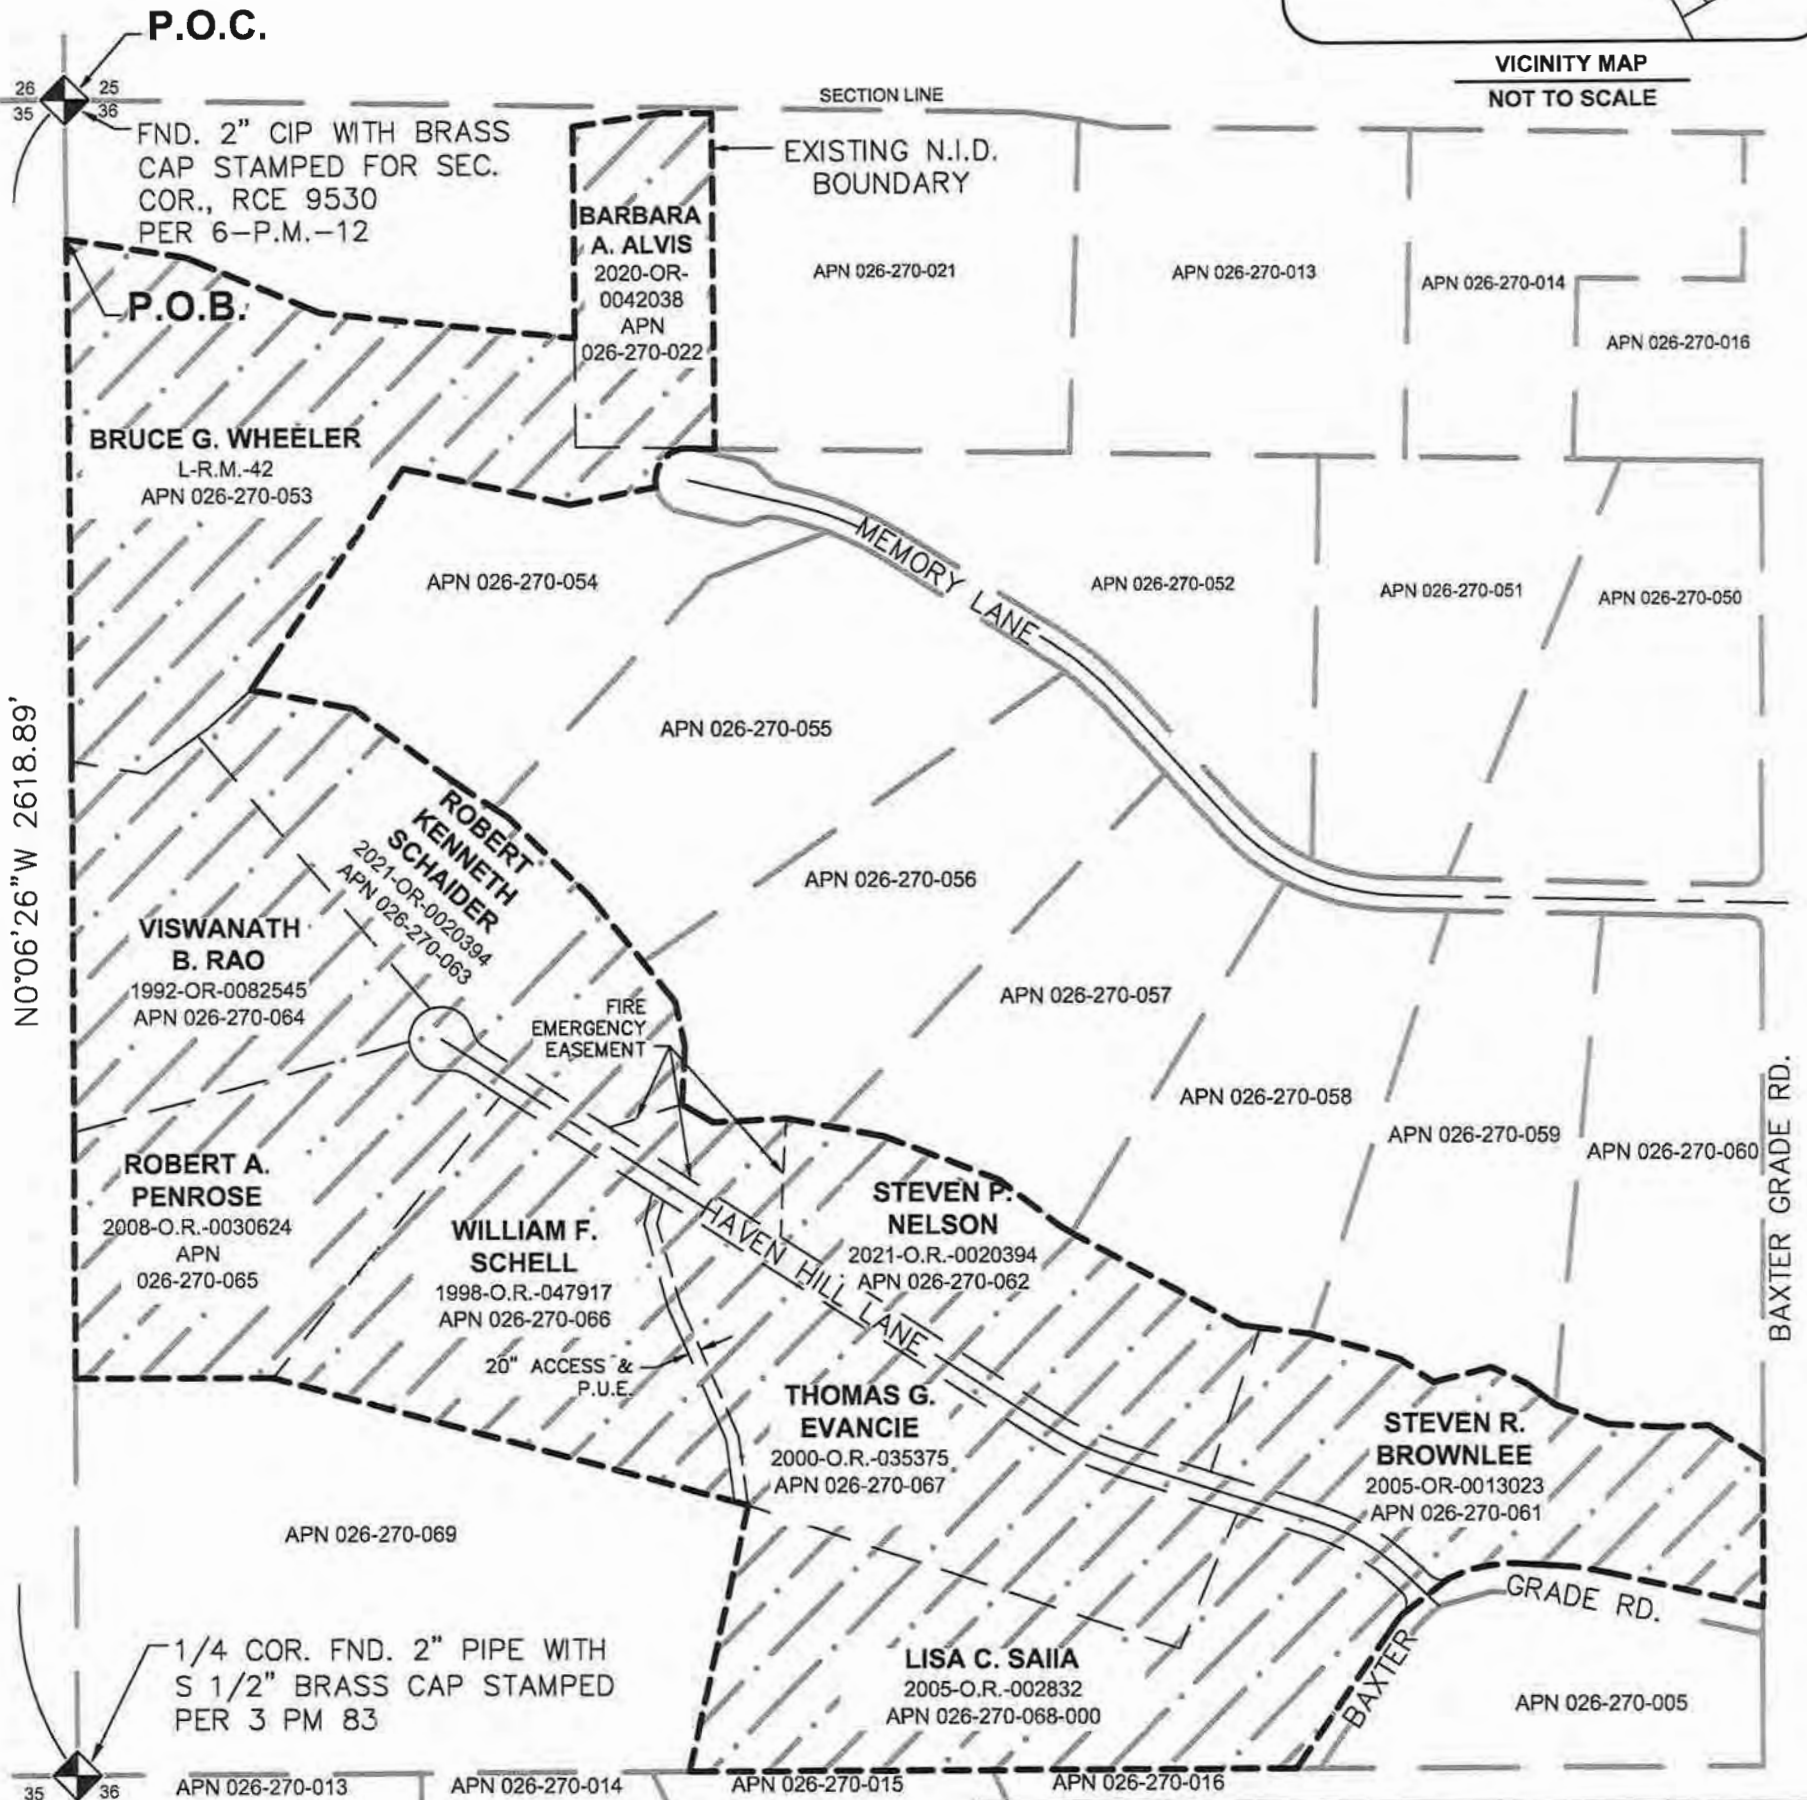 P.O.C.
VICINITY MAP
NOT TO SCALE
26 25
35 36
SECTION LINE
FND. 2" CIP WITH BRASS
CAP STAMPED FOR SEC.
COR., RCE 9530
PER 6-P.M.-12
EXISTING N.I.D.
BOUNDARY
BARBARA
A. ALVIS
2020-OR-
0042038
APN
026-270-022
APN 026-270-021
APN 026-270-013
APN 026-270-014
APN 026-270-016
P.O.B.
BRUCE G. WHEELER
L-R.M.-42
APN 026-270-053
MEMORY LANE
APN 026-270-054
APN 026-270-052
APN 026-270-051
APN 026-270-050
N0°06'26"W 2618.89'
APN 026-270-055
ROBERT
KENNETH
SCHAIDER
2021-OR-0020394
APN 026-270-063
APN 026-270-056
VISWANATH
B. RAO
1992-OR-0082545
APN 026-270-064
FIRE
EMERGENCY
EASEMENT
APN 026-270-057
APN 026-270-058
APN 026-270-059
APN 026-270-060
BAXTER GRADE RD.
ROBERT A.
PENROSE
2008-O.R.-0030624
APN
026-270-065
WILLIAM F.
SCHELL
1998-O.R.-047917
APN 026-270-066
HAVEN HILL LANE
STEVEN P.
NELSON
2021-O.R.-0020394
APN 026-270-062
20" ACCESS &
P.U.E.
THOMAS G.
EVANCIE
2000-O.R.-035375
APN 026-270-067
STEVEN R.
BROWNLEE
2005-OR-0013023
APN 026-270-061
APN 026-270-069
BAXTER GRADE RD.
1/4 COR. FND. 2" PIPE WITH
S 1/2" BRASS CAP STAMPED
PER 3 PM 83
LISA C. SAIIA
2005-O.R.-002832
APN 026-270-068-000
APN 026-270-005
35 36
APN 026-270-013
APN 026-270-014
APN 026-270-015
APN 026-270-016